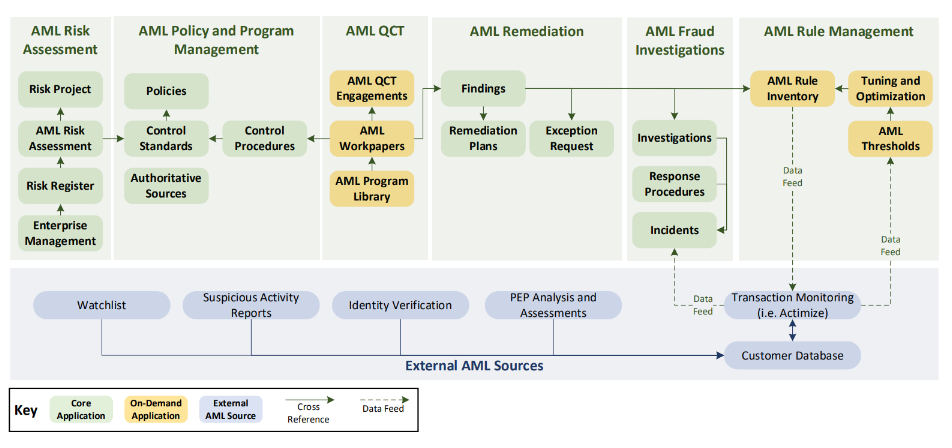 AML Risk
Assessment
AML Policy and Program
Management
AML QCT
AML Remediation
AML Fraud
Investigations
AML Rule Management
Risk Project
AML Risk
Assessment
Risk Register
Enterprise
Management
Policies
Control
Standards
Control
Procedures
Authoritative
Sources
AML QCT
Engagements
AML
Workpapers
AML Program
Library
Findings
Remediation
Plans
Exception
Request
Investigations
Response
Procedures
Incidents
AML Rule
Inventory
Tuning and
Optimization
AML
Thresholds
Data
Feed
Data
Feed
Data
Feed
Watchlist
Suspicious Activity
Reports
Identity Verification
PEP Analysis and
Assessments
Transaction Monitoring
(i.e. Actimize)
Customer Database
External AML Sources
Key
Core
Application
On-Demand
Application
External
AML Source
Cross
Reference
Data Feed